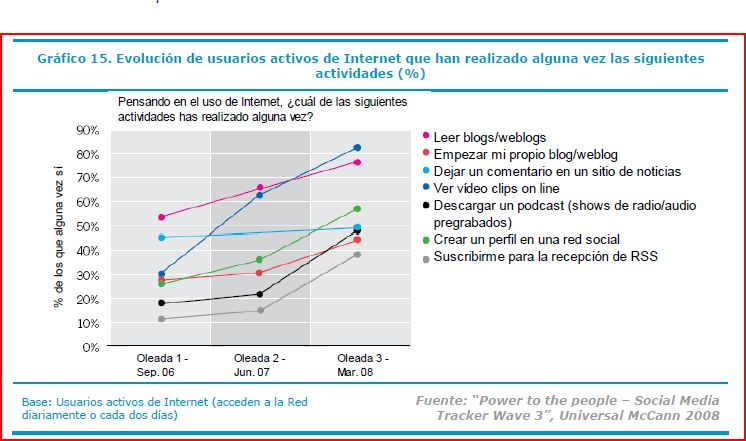 Gráfico 15. Evolución de usuarios activos de Internet que han realizado alguna vez las siguientes
actividades (%)
Pensando en el uso de Internet, ¿cuál de las siguientes
actividades has realizado alguna vez?
% de los que alguna vez sí
90%
80%
70%
60%
50%
40%
30%
20%
10%
0%
Oleada 1 -
Sep. 06
Oleada 2 -
Jun. 07
Oleada 3 -
Mar. 08
Leer blogs/weblogs
Empezar mi propio blog/weblog
Dejar un comentario en un sitio de noticias
Ver vídeo clips on line
Descargar un podcast (shows de radio/audio
pregrabados)
Crear un perfil en una red social
Suscribirme para la recepción de RSS
Base: Usuarios activos de Internet (acceden a la Red
diariamente o cada dos días)
Fuente: “Power to the people – Social Media
Tracker Wave 3”, Universal McCann 2008